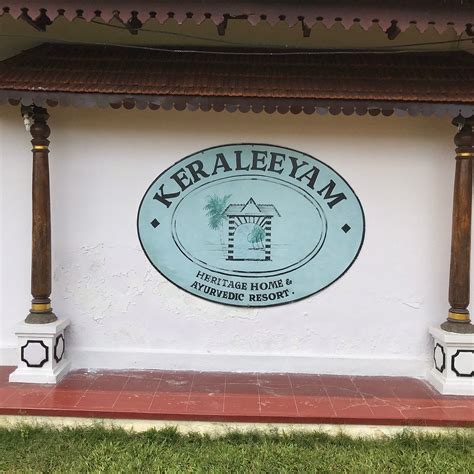 KERALEEYAM
HERITAGE HOME &
AYURVEDIC RESORT.